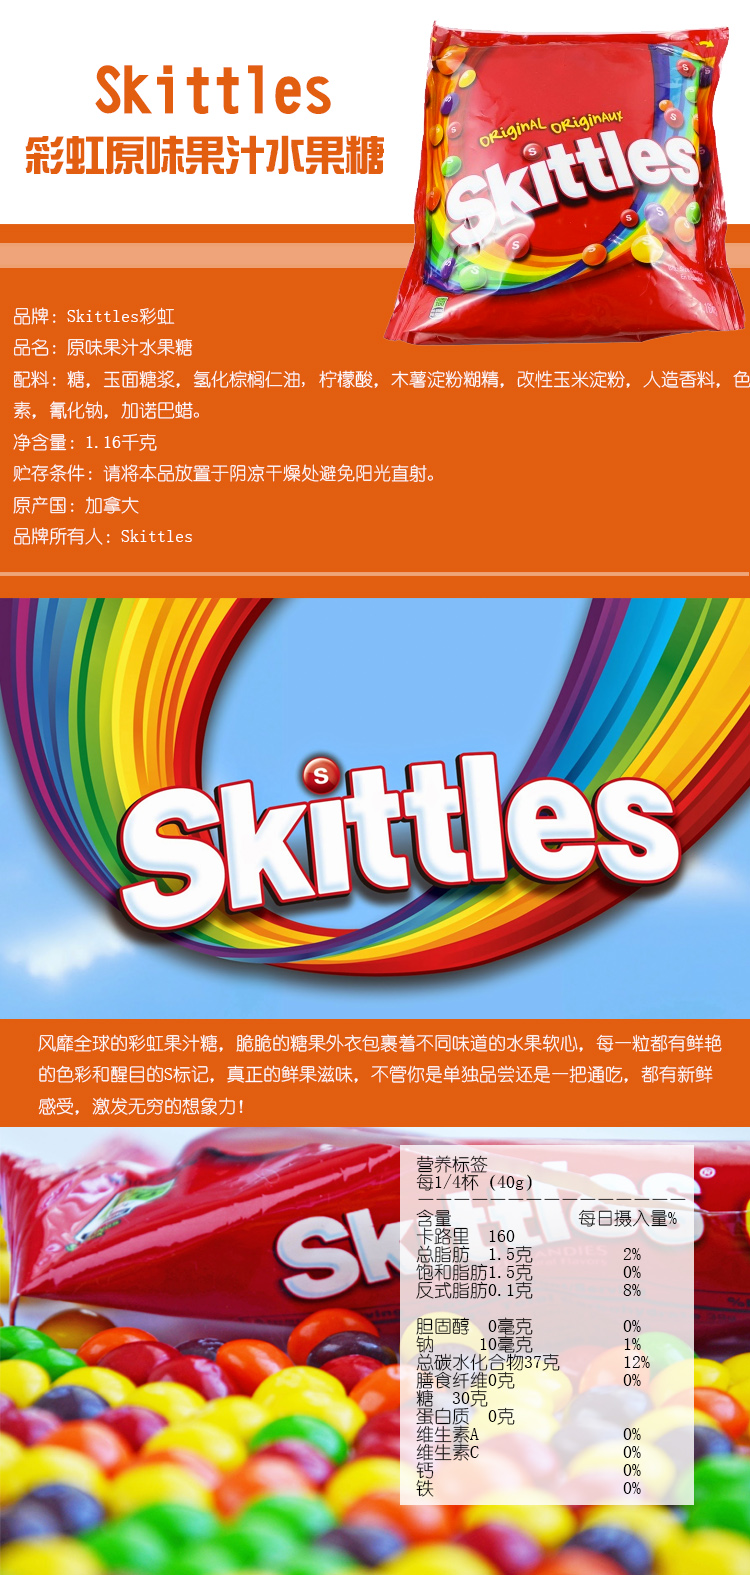 Skittles
彩虹原味果汁水果糖
ORiginAL ORiginAUX
Skittles
品牌：Skittles彩虹
品名：原味果汁水果糖
配料：糖，玉面糖浆，氢化棕榈仁油，柠檬酸，木薯淀粉糊精，改性玉米淀粉，人造香料，色
素，氰化钠，加诺巴蜡。
净含量：1.16千克
贮存条件：请将本品放置于阴凉干燥处避免阳光直射。
原产国：加拿大
品牌所有人：Skittles
S
Skittles
风靡全球的彩虹果汁糖，脆脆的糖果外衣包裹着不同味道的水果软心，每一粒都有鲜艳
的色彩和醒目的S标记，真正的鲜果滋味，不管你是单独品尝还是一把通吃，都有新鲜
感受，激发无穷的想象力！
Skittles
营养标签
每1/4杯 (40g)
含量 每日摄入量%
卡路里 160
总脂肪 1.5克 2%
饱和脂肪1.5克 0%
反式脂肪0.1克 8%
胆固醇 0毫克 0%
钠 10毫克 1%
总碳水化合物37克 12%
膳食纤维0克 0%
糖 30克
蛋白质 0克
维生素A 0%
维生素C 0%
钙 0%
铁 0%